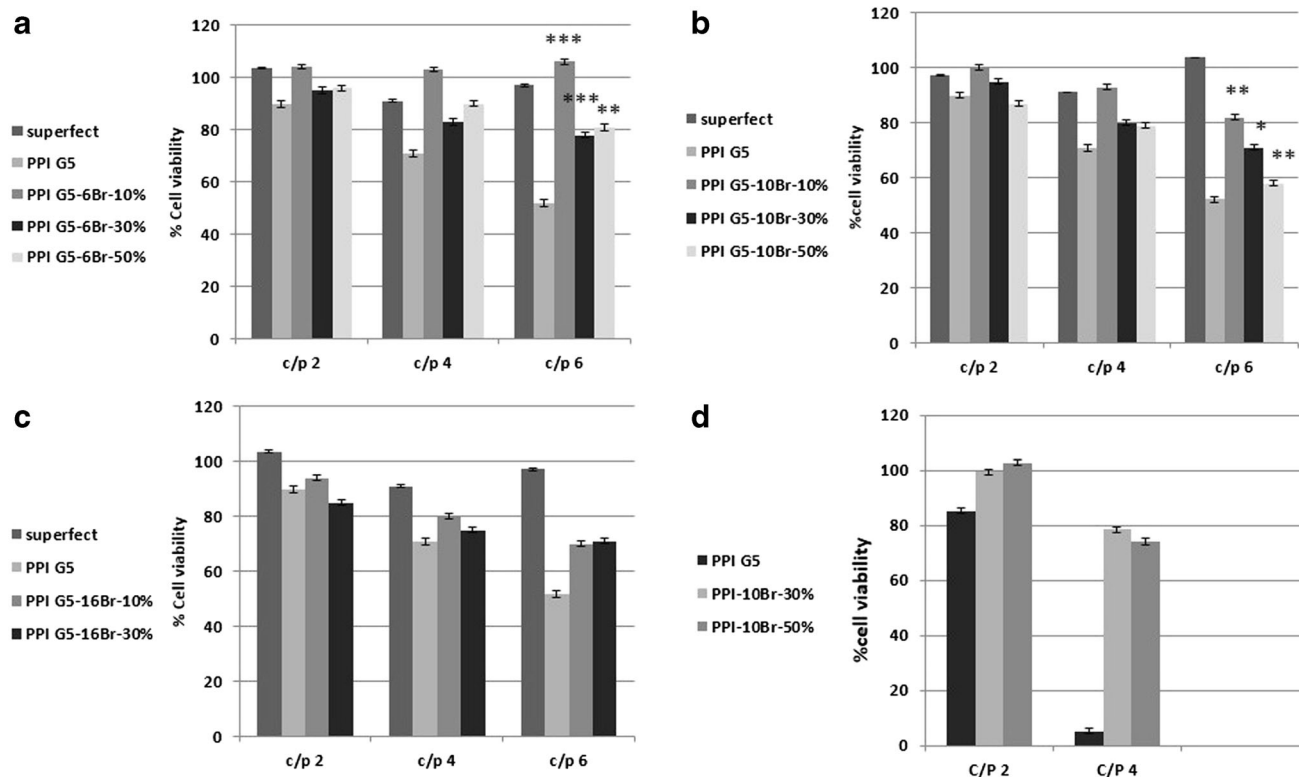 a
120
100
80
60
40
20
0
% Cell viability
superfect
PPI G5
PPI G5-6Br-10%
PPI G5-6Br-30%
PPI G5-6Br-50%
***
***
**
c/p 2
c/p 4
c/p 6
b
120
100
80
60
40
20
0
%cell viability
superfect
PPI G5
PPI G5-10Br-10%
PPI G5-10Br-30%
PPI G5-10Br-50%
**
*
**
c/p 2
c/p 4
c/p 6
c
120
100
80
60
40
20
0
% Cell viability
superfect
PPI G5
PPI G5-16Br-10%
PPI G5-16Br-30%
c/p 2
c/p 4
c/p 6
d
120
100
80
60
40
20
0
%cell viability
PPI G5
PPI-10Br-30%
PPI-10Br-50%
C/P 2
C/P 4